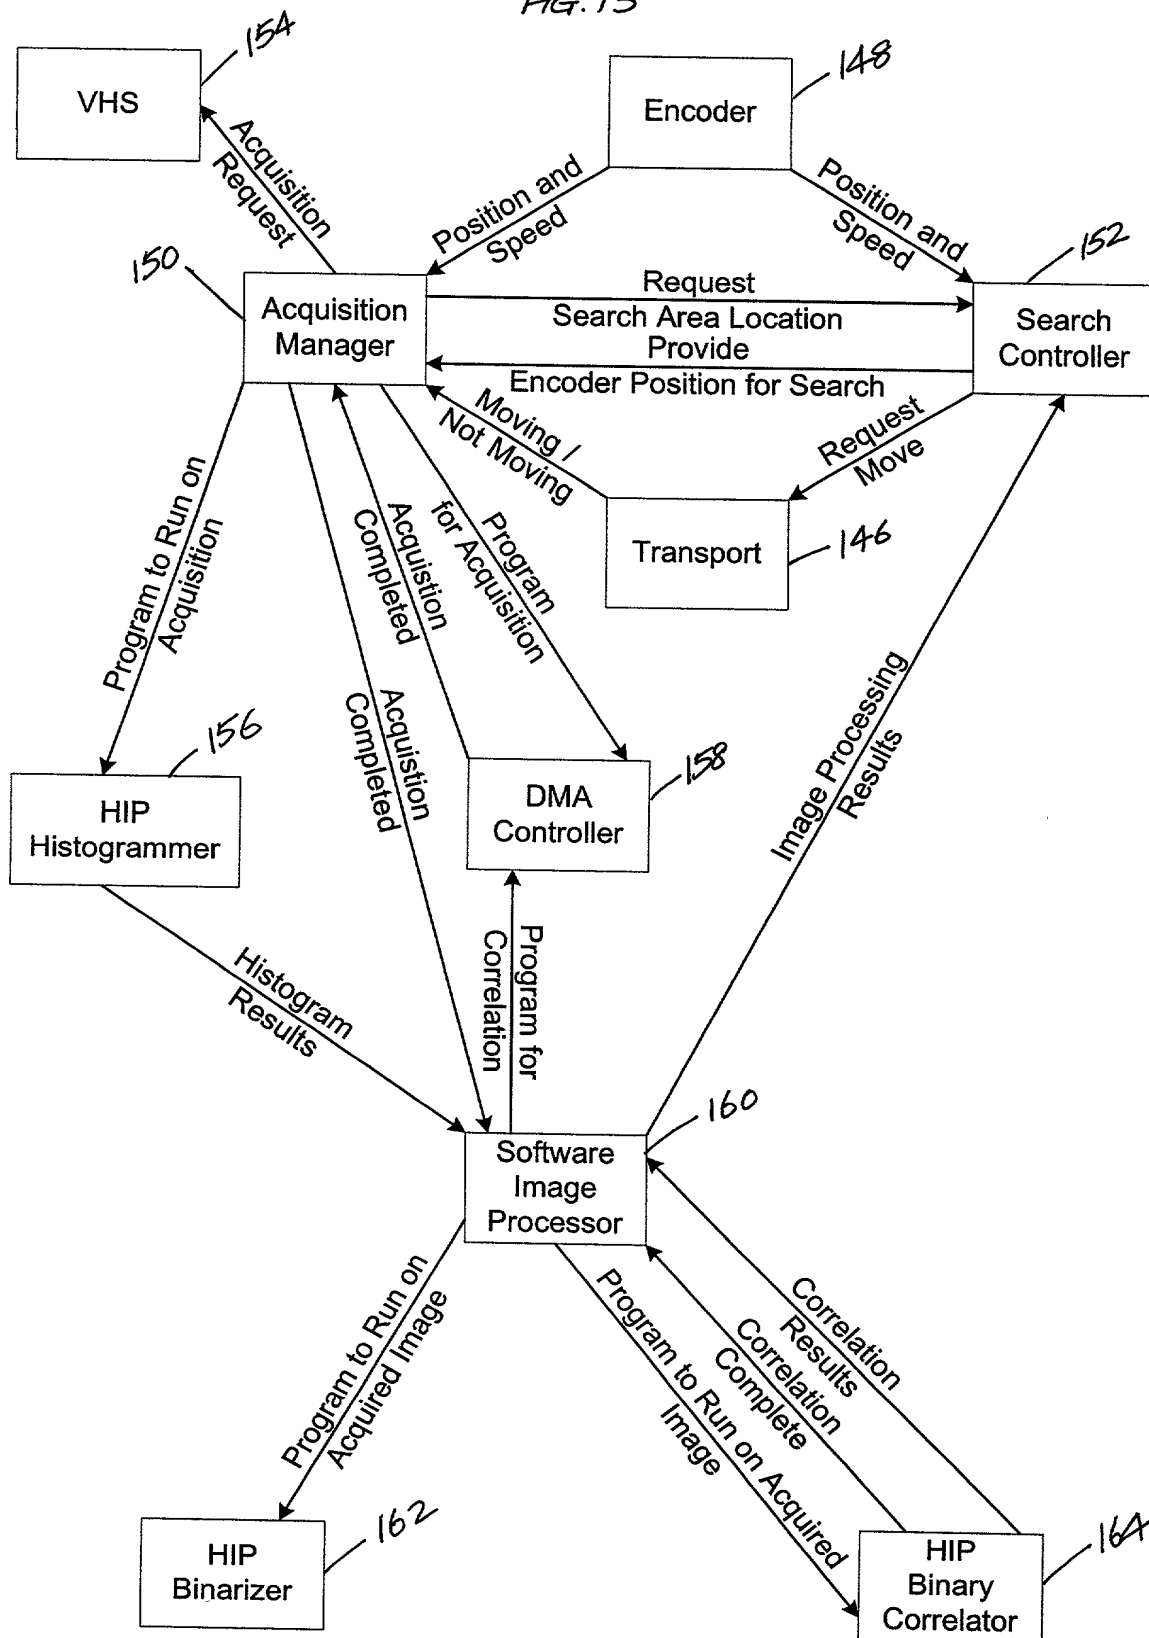 FIG. 13
154
VHS
148
Encoder
Acquisition
Request
Position and
Speed
Position and
Speed
152
150
Acquisition
Manager
Request
Search Area Location
Provide
Encoder Position for Search
Search
Controller
Moving /
Not Moving
Request
Move
Transport
146
Program to Run on
Acquisition
Acquistion
Completed
Program
for Acquisition
Acquistion
Completed
Image Processing
Results
156
HIP
Histogrammer
DMA
Controller
158
Histogram
Results
Program for
Correlation
160
Software
Image
Processor
Program to Run on
Acquired Image
Program to Run on Acquired
Image
Correlation
Complete
Correlation
Results
162
HIP
Binarizer
HIP
Binary
Correlator
164